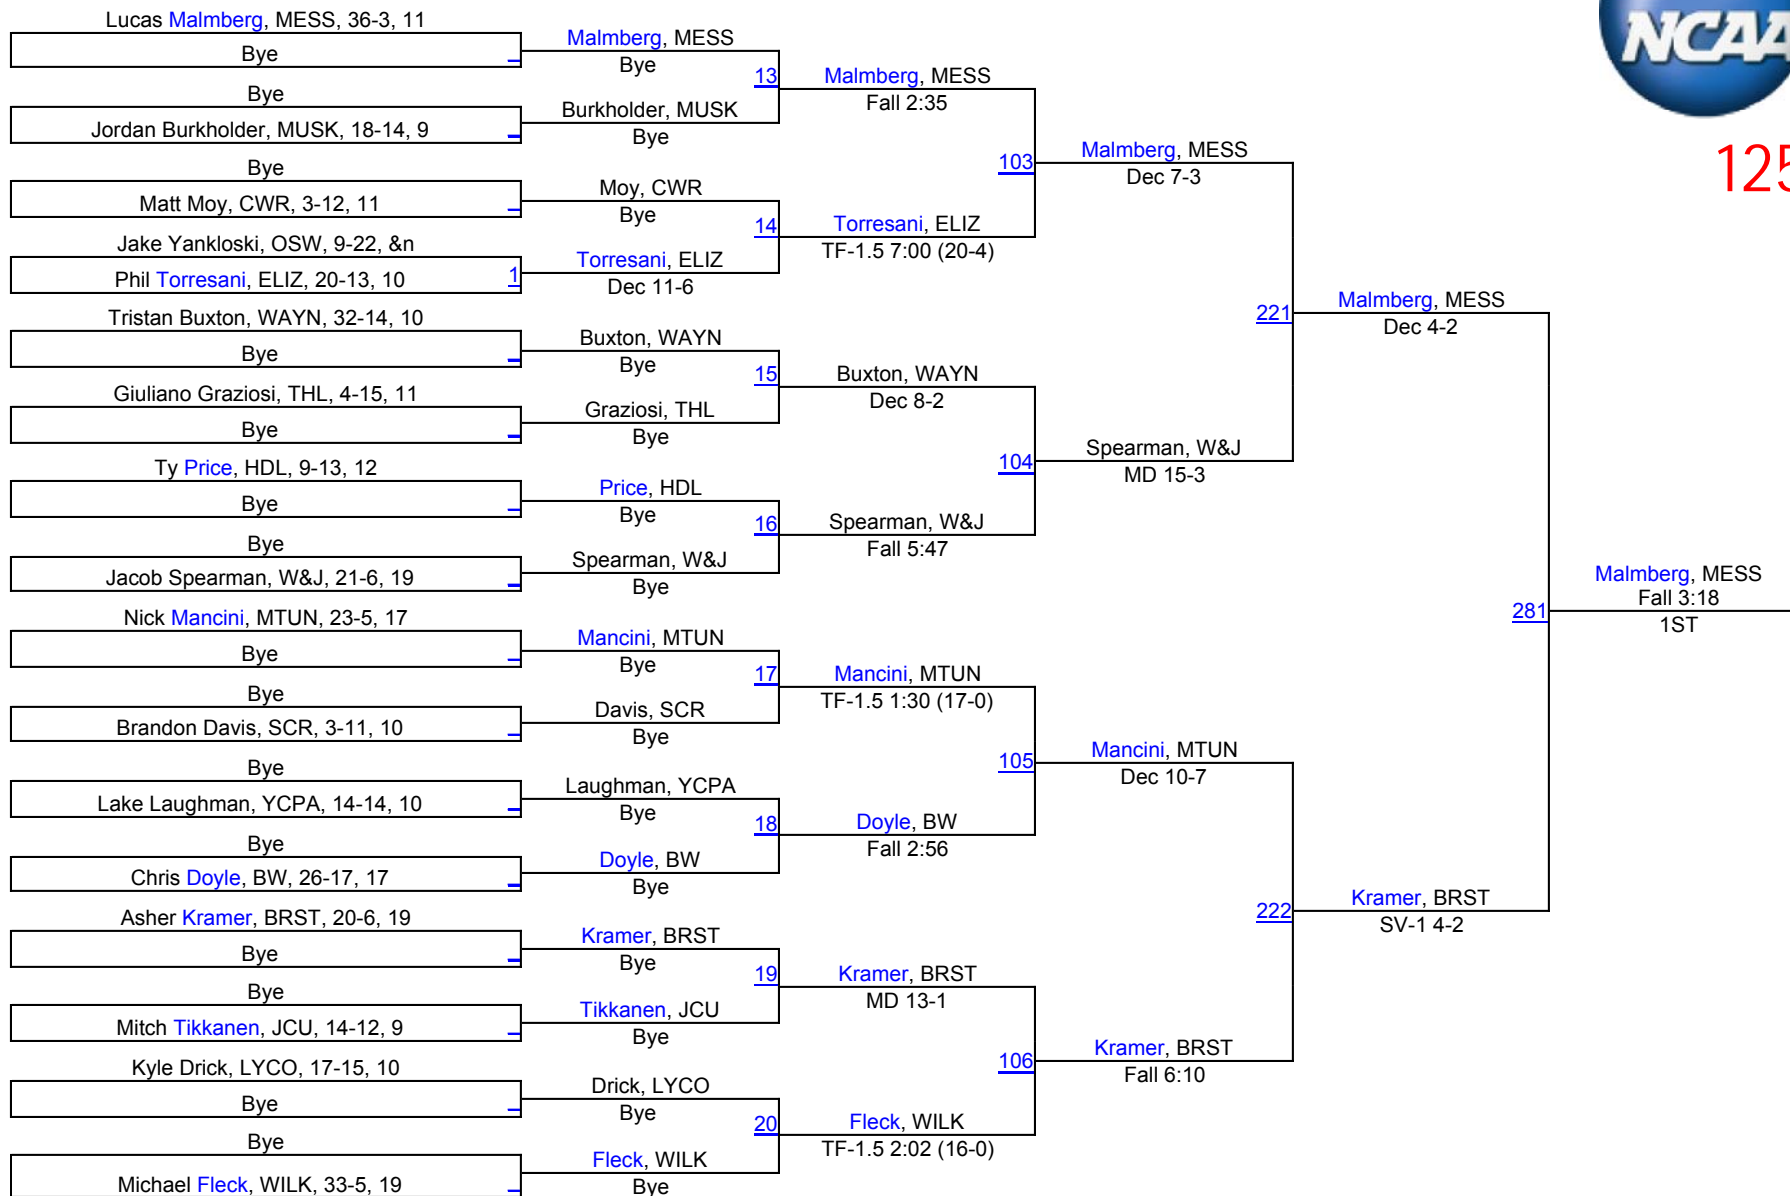 Lucas Malmberg, MESS, 36-3, 11
Bye
Bye
Jordan Burkholder, MUSK, 18-14, 9
Bye
Matt Moy, CWR, 3-12, 11
Jake Yankloski, OSW, 9-22, &n
Phil Torresani, ELIZ, 20-13, 10
1
Tristan Buxton, WAYN, 32-14, 10
Bye
Giuliano Graziosi, THL, 4-15, 11
Bye
Ty Price, HDL, 9-13, 12
Bye
Bye
Jacob Spearman, W&J, 21-6, 19
Nick Mancini, MTUN, 23-5, 17
Bye
Bye
Brandon Davis, SCR, 3-11, 10
Bye
Lake Laughman, YCPA, 14-14, 10
Bye
Chris Doyle, BW, 26-17, 17
Asher Kramer, BRST, 20-6, 19
Bye
Bye
Mitch Tikkanen, JCU, 14-12, 9
Kyle Drick, LYCO, 17-15, 10
Bye
Bye
Michael Fleck, WILK, 33-5, 19
Malmberg, MESS
Bye
13
Burkholder, MUSK
Bye
Moy, CWR
Bye
14
Torresani, ELIZ
Dec 11-6
Buxton, WAYN
Bye
15
Graziosi, THL
Bye
Price, HDL
Bye
16
Spearman, W&J
Bye
Mancini, MTUN
Bye
17
Davis, SCR
Bye
Laughman, YCPA
Bye
18
Doyle, BW
Bye
Kramer, BRST
Bye
19
Tikkanen, JCU
Bye
Drick, LYCO
Bye
20
Fleck, WILK
Bye
Malmberg, MESS
Fall 2:35
103
Torresani, ELIZ
TF-1.5 7:00 (20-4)
Buxton, WAYN
Dec 8-2
104
Spearman, W&J
Fall 5:47
Mancini, MTUN
TF-1.5 1:30 (17-0)
105
Doyle, BW
Fall 2:56
Kramer, BRST
MD 13-1
106
Fleck, WILK
TF-1.5 2:02 (16-0)
Malmberg, MESS
Dec 7-3
221
Spearman, W&J
MD 15-3
Mancini, MTUN
Dec 10-7
222
Kramer, BRST
Fall 6:10
Malmberg, MESS
Dec 4-2
281
Kramer, BRST
SV-1 4-2
Malmberg, MESS
Fall 3:18
1ST
NCAA
125